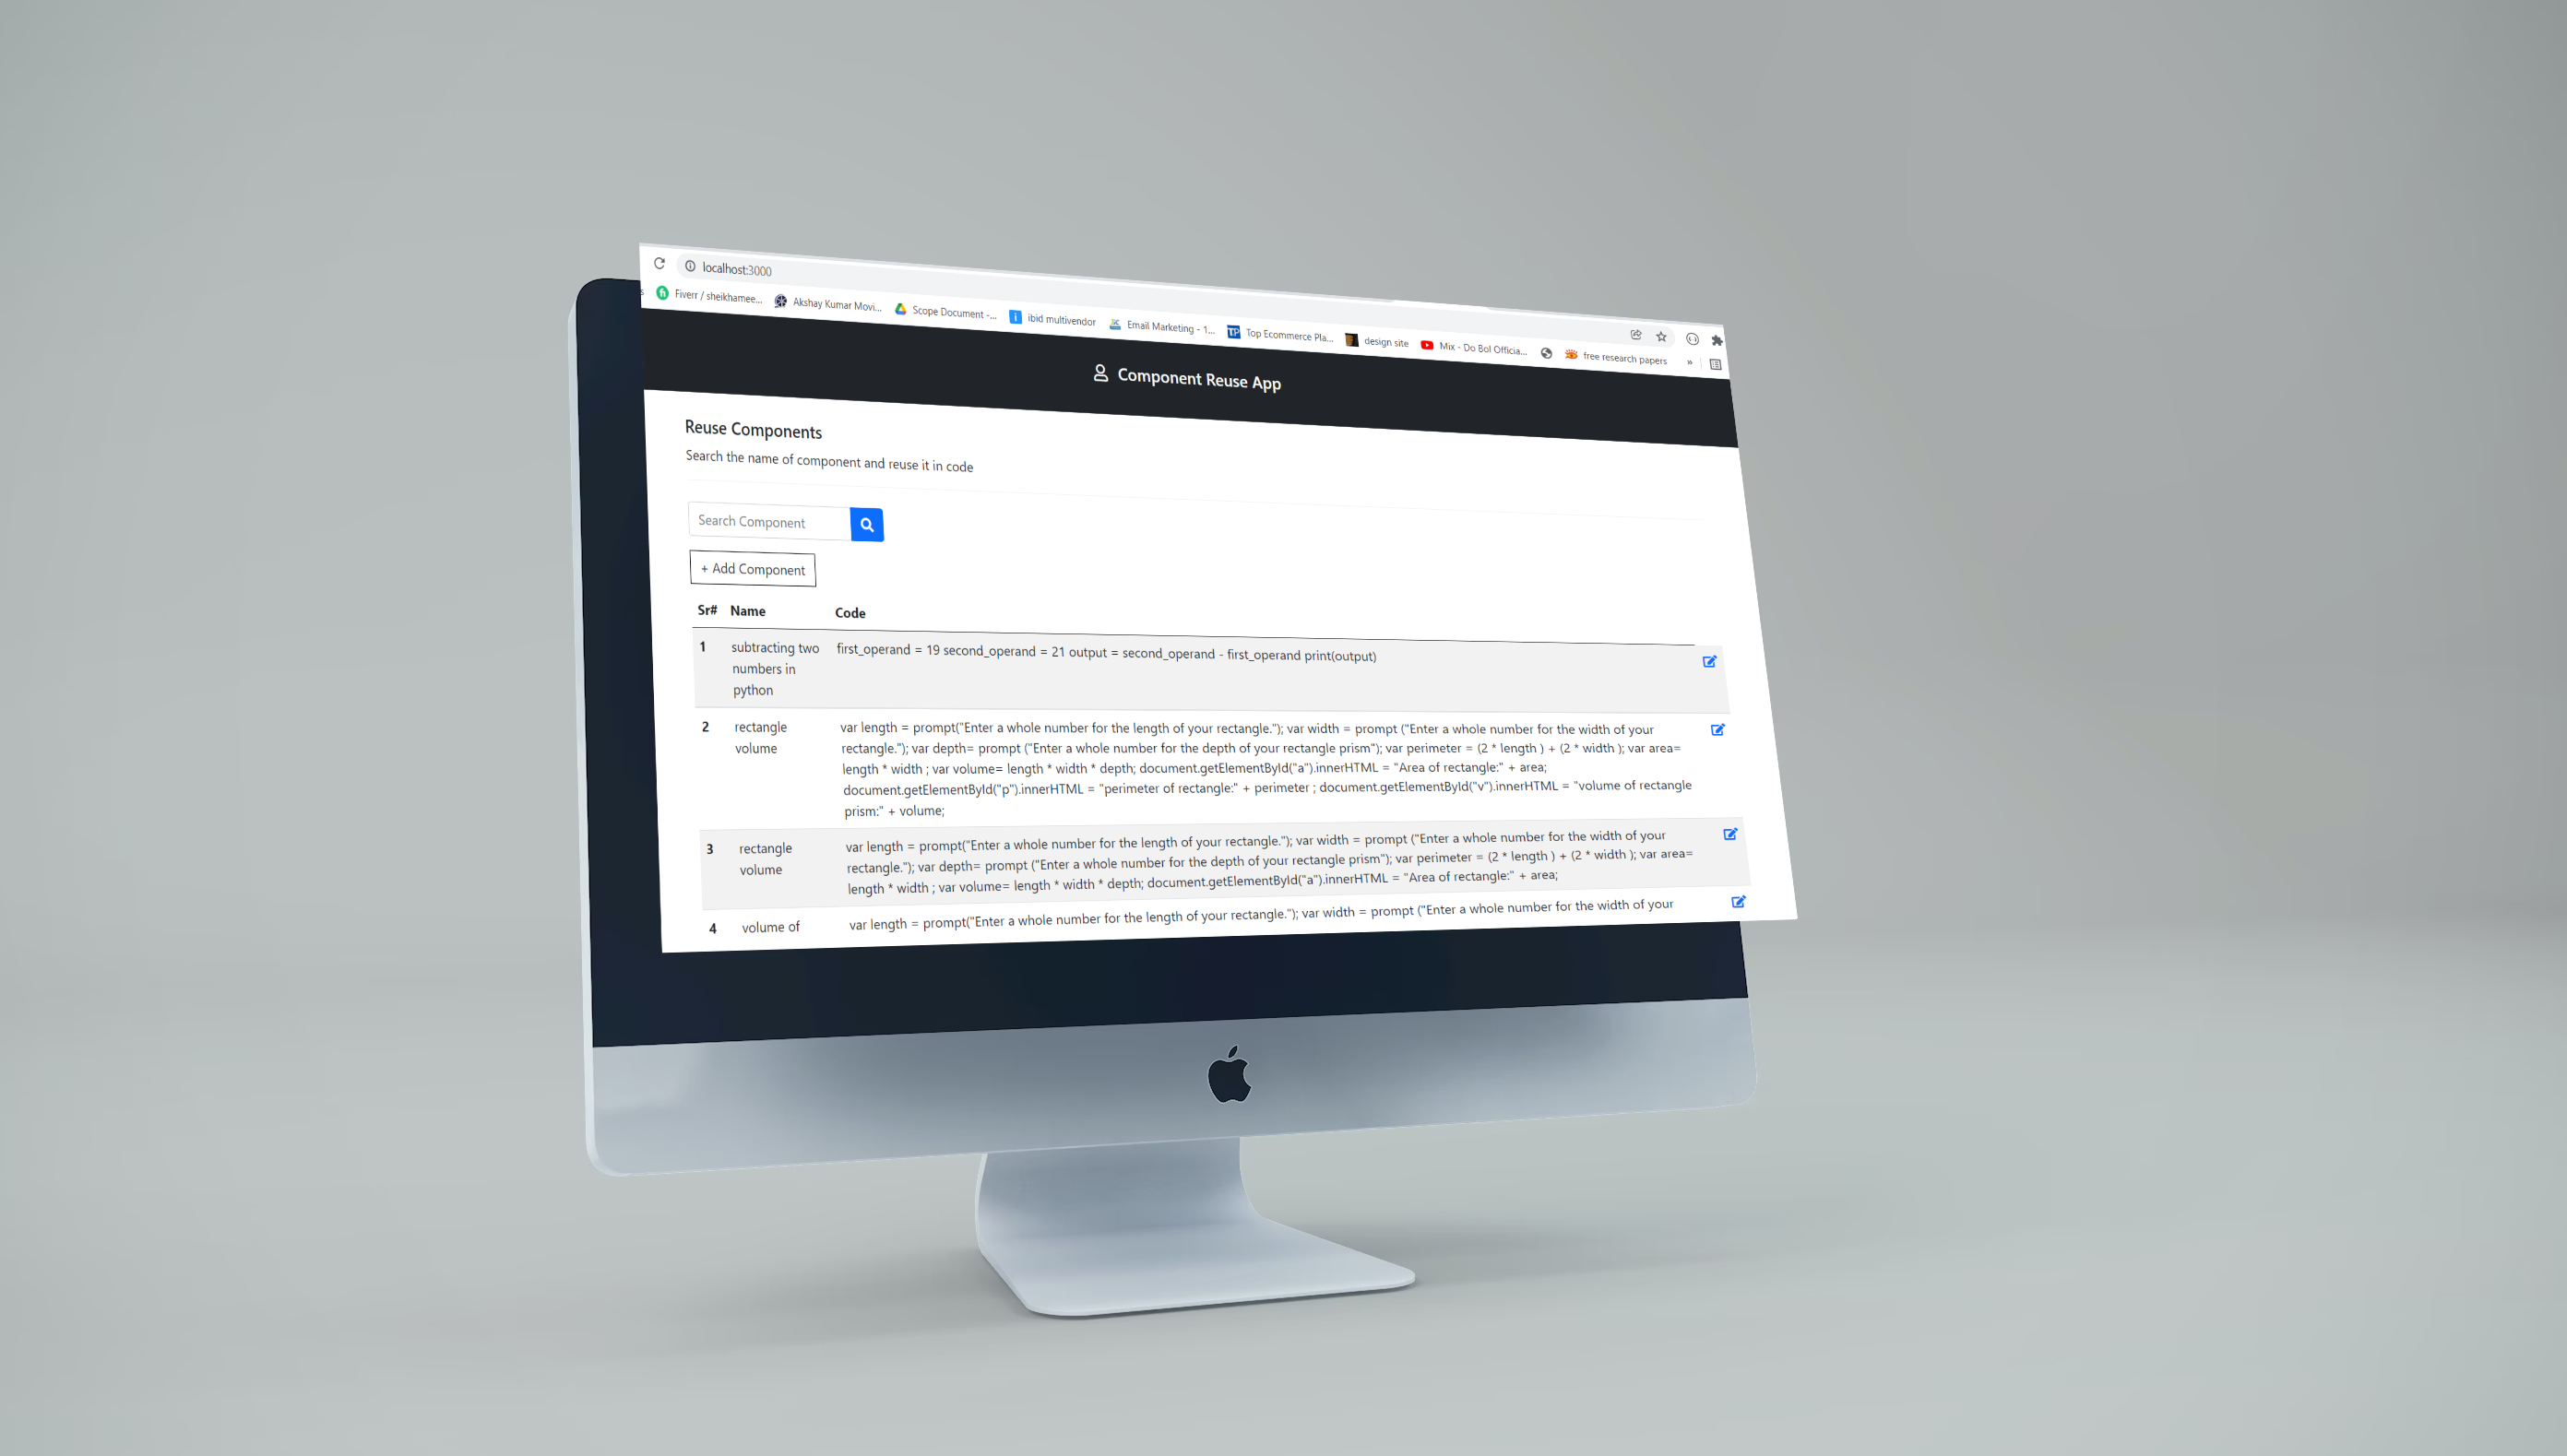 localhost:3000
Fiverr / sheikhamee... Akshay Kumar Movi... Scope Document -... ibid multivendor Email Marketing - 1... Top Ecommerce Pla... design site Mix - Do Bol Officia... free research papers »
Component Reuse App
Reuse Components
Search the name of component and reuse it in code
Search Component
+ Add Component
Sr# Name Code
1 subtracting two first_operand = 19 second_operand = 21 output = second_operand - first_operand print(output)
numbers in
python
2 rectangle var length = prompt("Enter a whole number for the length of your rectangle."); var width = prompt ("Enter a whole number for the width of your
volume rectangle."); var depth= prompt ("Enter a whole number for the depth of your rectangle prism"); var perimeter = (2 * length ) + (2 * width ); var area=
length * width ; var volume= length * width * depth; document.getElementById("a").innerHTML = "Area of rectangle:" + area;
document.getElementById("p").innerHTML = "perimeter of rectangle:" + perimeter ; document.getElementById("v").innerHTML = "volume of rectangle
prism:" + volume;
3 rectangle var length = prompt("Enter a whole number for the length of your rectangle."); var width = prompt ("Enter a whole number for the width of your
volume rectangle."); var depth= prompt ("Enter a whole number for the depth of your rectangle prism"); var perimeter = (2 * length ) + (2 * width ); var area=
length * width ; var volume= length * width * depth; document.getElementById("a").innerHTML = "Area of rectangle:" + area;
4 volume of var length = prompt("Enter a whole number for the length of your rectangle."); var width = prompt ("Enter a whole number for the width of your